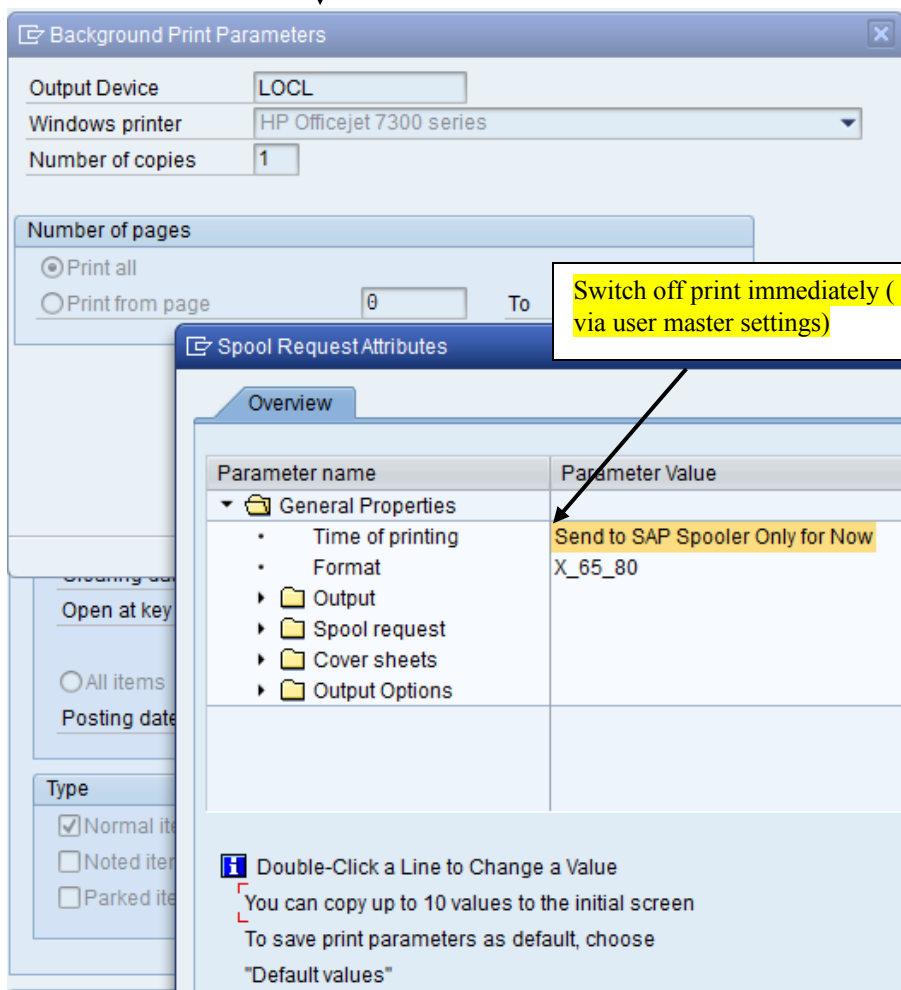 Background Print Parameters
Output Device LOCL
Windows printer HP Officejet 7300 series
Number of copies 1
Number of pages
Print all
Print from page 0 To
Switch off print immediately (
via user master settings)
Spool Request Attributes
Overview
Parameter name Parameter Value
General Properties
Time of printing Send to SAP Spooler Only for Now
Format X_65_80
Output
Spool request
Cover sheets
Output Options
Open at key
All items
Posting date
Type
Normal
Noted
Parked
Double-Click a Line to Change a Value
You can copy up to 10 values to the initial screen
To save print parameters as default, choose
"Default values"